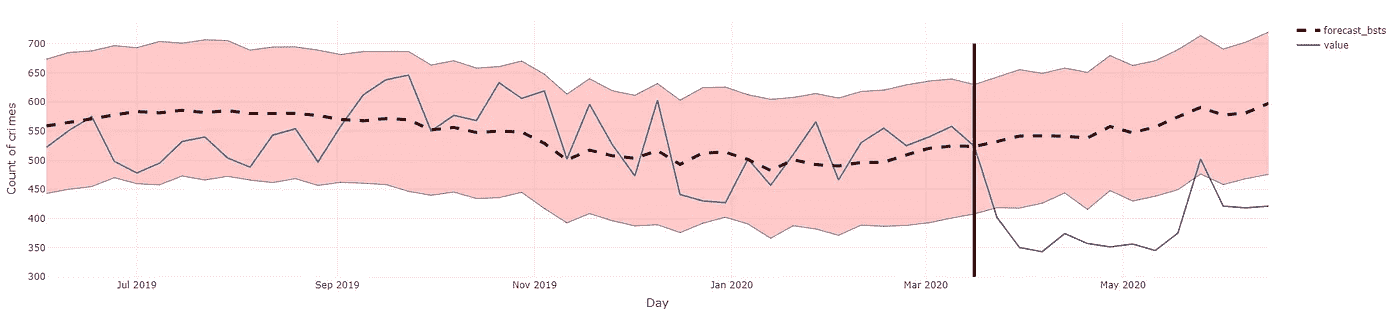 forecast_bsts
value
Count of crimes
700
650
600
550
500
450
400
350
300
Jul 2019
Sep 2019
Nov 2019
Jan 2020
Mar 2020
May 2020
Day